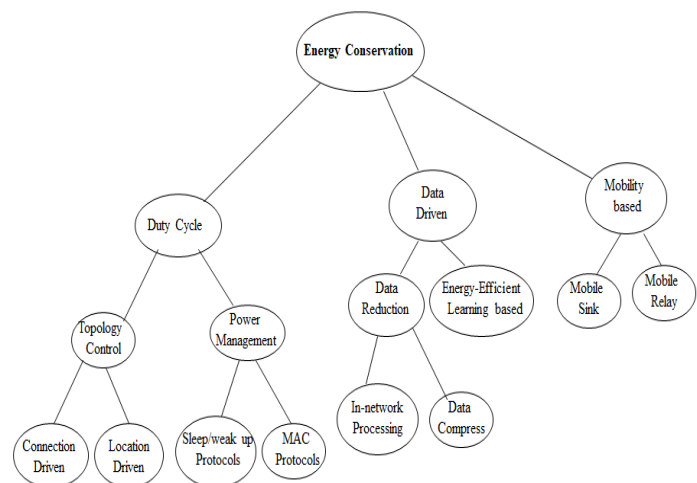 Energy Conservation
Duty Cycle
Data
Driven
Mobility
based
Topology
Control
Power
Management
Data
Reduction
Energy-Efficient
Learning based
Mobile
Sink
Mobile
Relay
Connection
Driven
Location
Driven
Sleep/weak up
Protocols
MAC
Protocols
In-network
Processing
Data
Compress